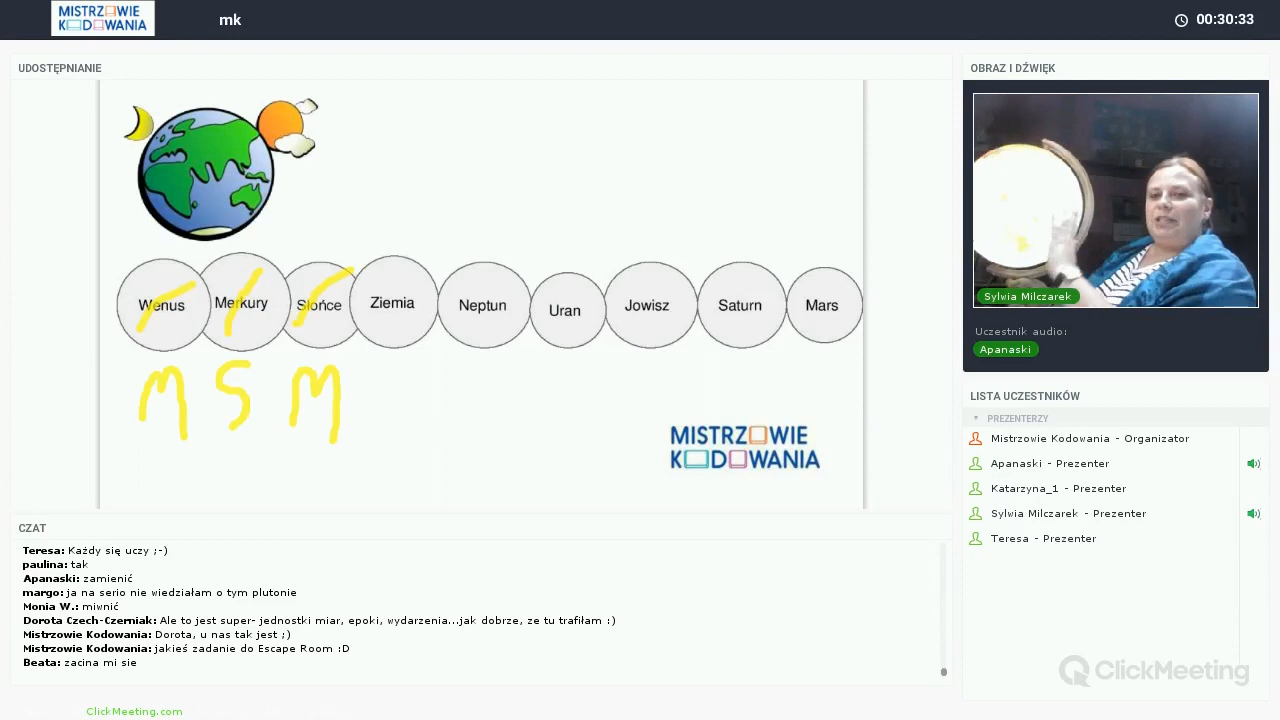 MISTRZOWIE
KODOWANIA
mk
00:30:33
UDOSTĘPNIANIE
Wenus
Merkury
Słońce
Ziemia
Neptun
Uran
Jowisz
Saturn
Mars
M S M
MISTRZOWIE
KODOWANIA
OBRAZ I DŹWIĘK
Sylwia Milczarek
Uczestnik audio:
Apanaski
LISTA UCZESTNIKÓW
PREZENTERZY
Mistrzowie Kodowania - Organizator
Apanaski - Prezenter
Katarzyna_1 - Prezenter
Sylwia Milczarek - Prezenter
Teresa - Prezenter
ClickMeeting
CZAT
Teresa: Każdy się uczy ;-)
paulina: tak
Apanaski: zamienić
margo: ja na serio nie wiedziałam o tym plutonie
Monia W.: miwnić
Dorota Czech-Czerniak: Ale to jest super- jednostki miar, epoki, wydarzenia...jak dobrze, ze tu trafiłam :)
Mistrzowie Kodowania: Dorota, u nas tak jest ;)
Mistrzowie Kodowania: jakieś zadanie do Escape Room :D
Beata: zacina mi sie
ClickMeeting.com